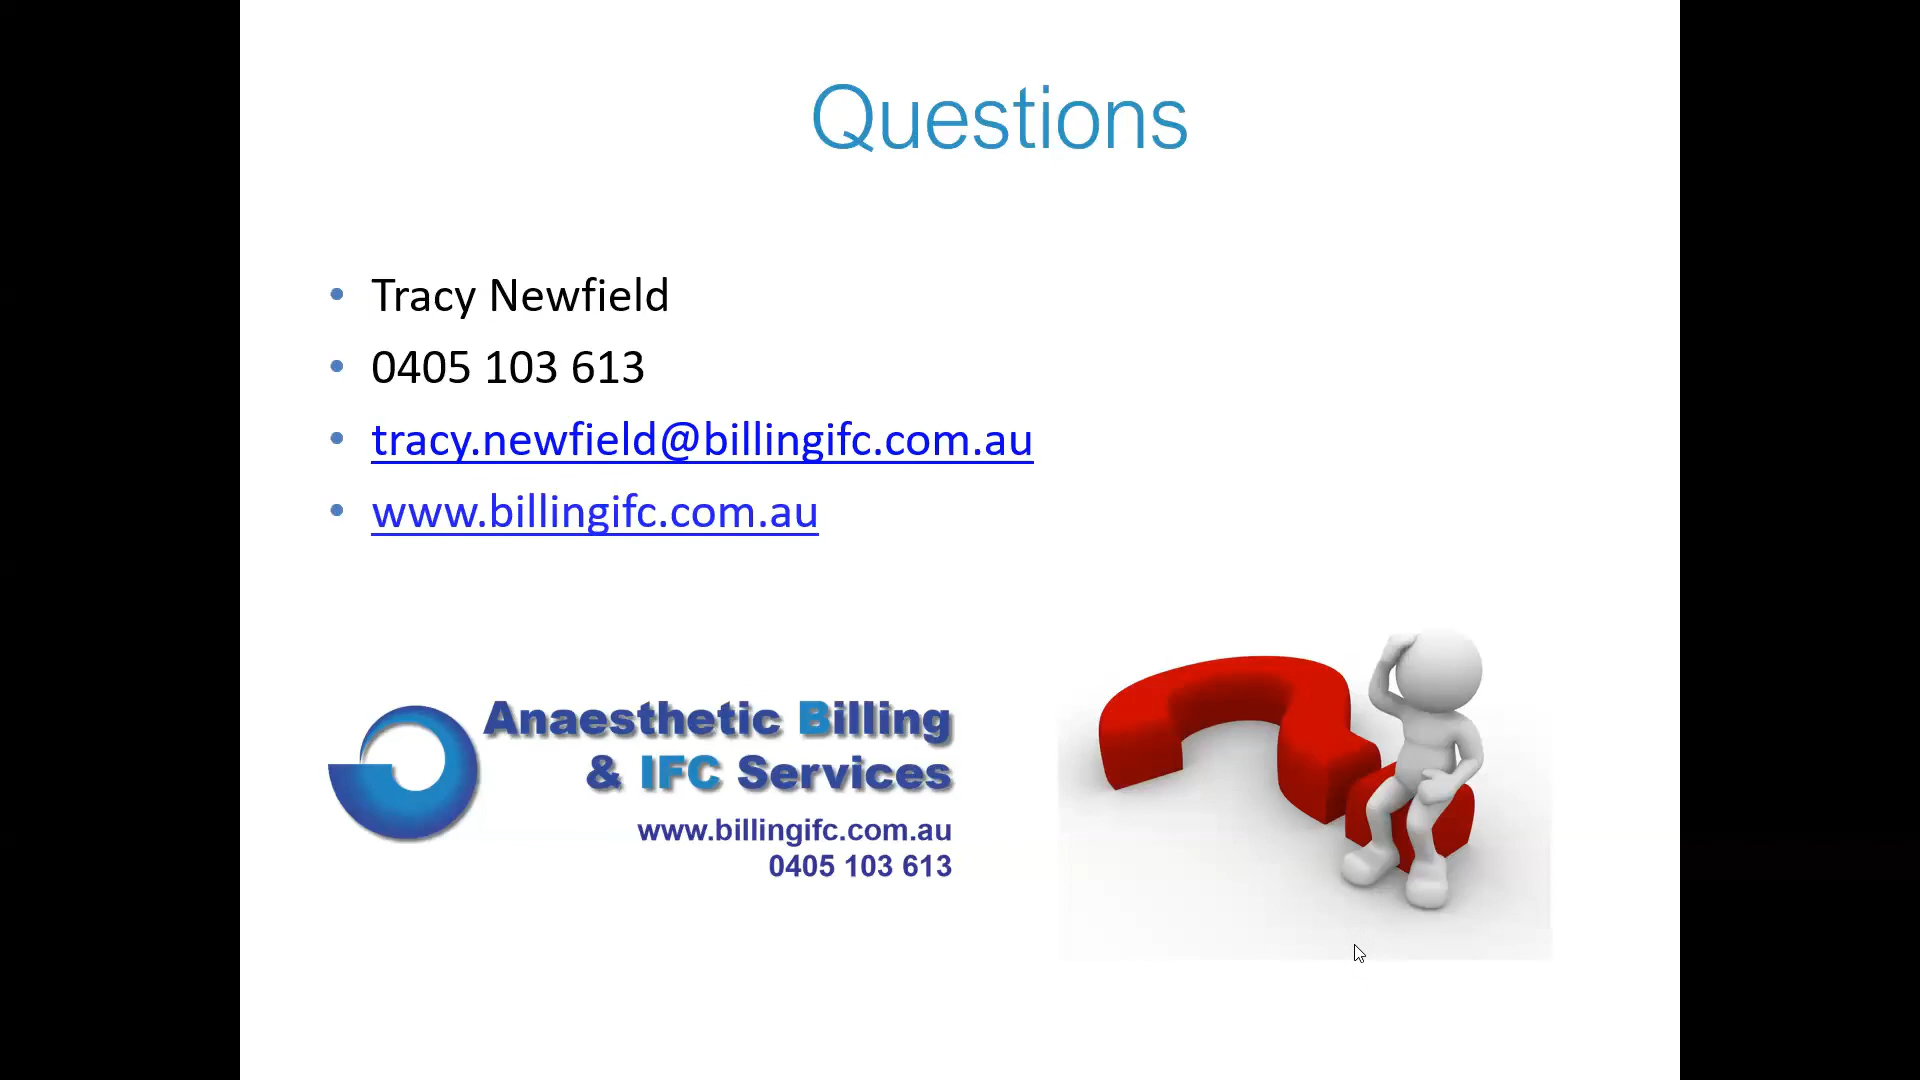 Questions
• Tracy Newfield
• 0405 103 613
• tracy.newfield@billingifc.com.au
• www.billingifc.com.au
Anaesthetic Billing
& IFC Services
www.billingifc.com.au
0405 103 613